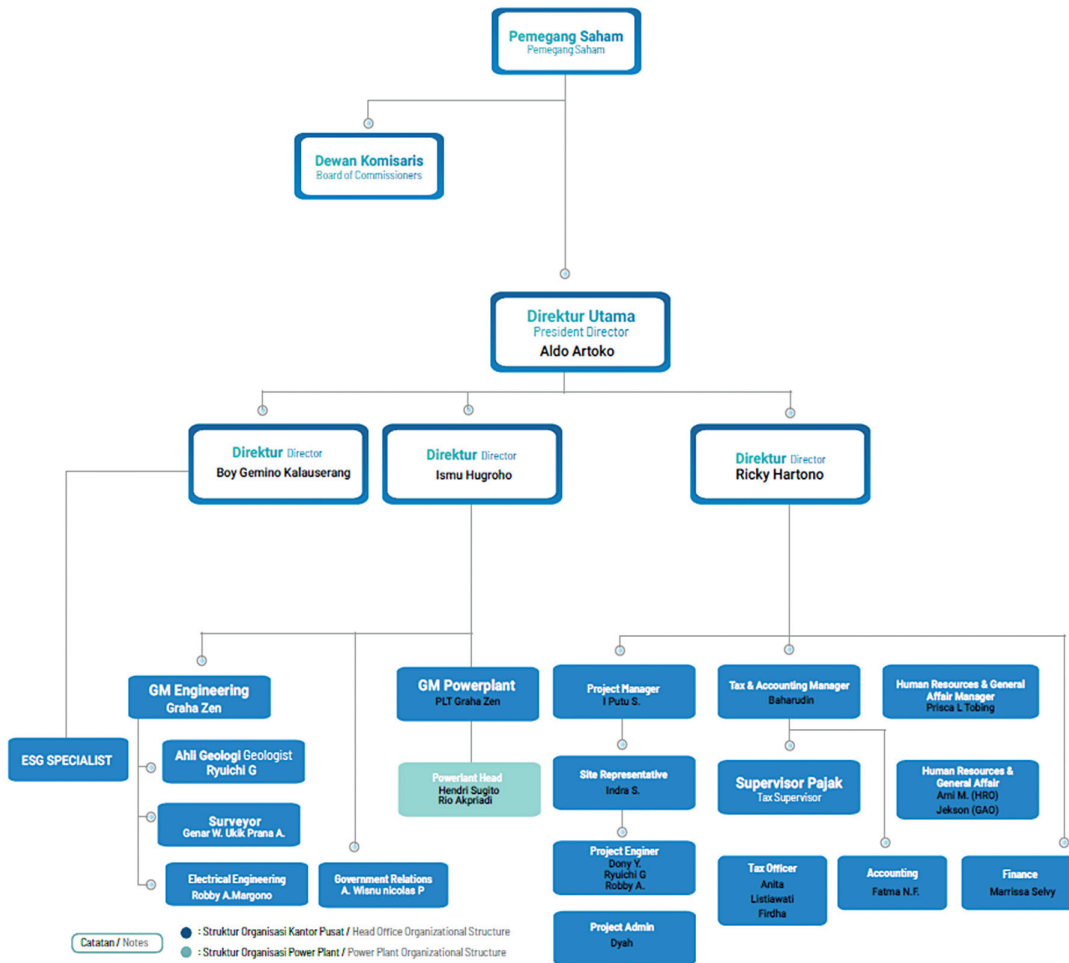 Pemegang Saham
Pemegang Saham
Dewan Komisaris
Board of Commissioners
Direktur Utama
President Director
Aldo Artoko
Direktur Director
Boy Gemino Kalauserang
Direktur Director
Ismu Hugroho
Direktur Director
Ricky Hartono
GM Engineering
Graha Zen
GM Powerplant
PLT Graha Zen
Project Manager
I Putu S.
Tax & Accounting Manager
Baharudin
Human Resources & General
Affair Manager
Prisca L Tobing
ESG SPECIALIST
Ahli Geologi Geologist
Ryuichi G
Powerlant Head
Hendri Sugito
Rio Akpriadi
Site Representative
Indra S.
Supervisor Pajak
Tax Supervisor
Human Resources &
General Affair
Arni M. (HRO)
Jekson (GAO)
Surveyor
Genar W. Ukik Prana A.
Electrical Engineering
Robby A.Margono
Government Relations
A. Wisnu nicolas P
Project Enginer
Dony Y.
Ryuichi G
Robby A.
Tax Officer
Anita
Listiawati
Firdha
Accounting
Fatma N.F.
Finance
Marrissa Selvy
Project Admin
Dyah
Catatan / Notes
: Struktur Organisasi Kantor Pusat / Head Office Organizational Structure
: Struktur Organisasi Power Plant / Power Plant Organizational Structure